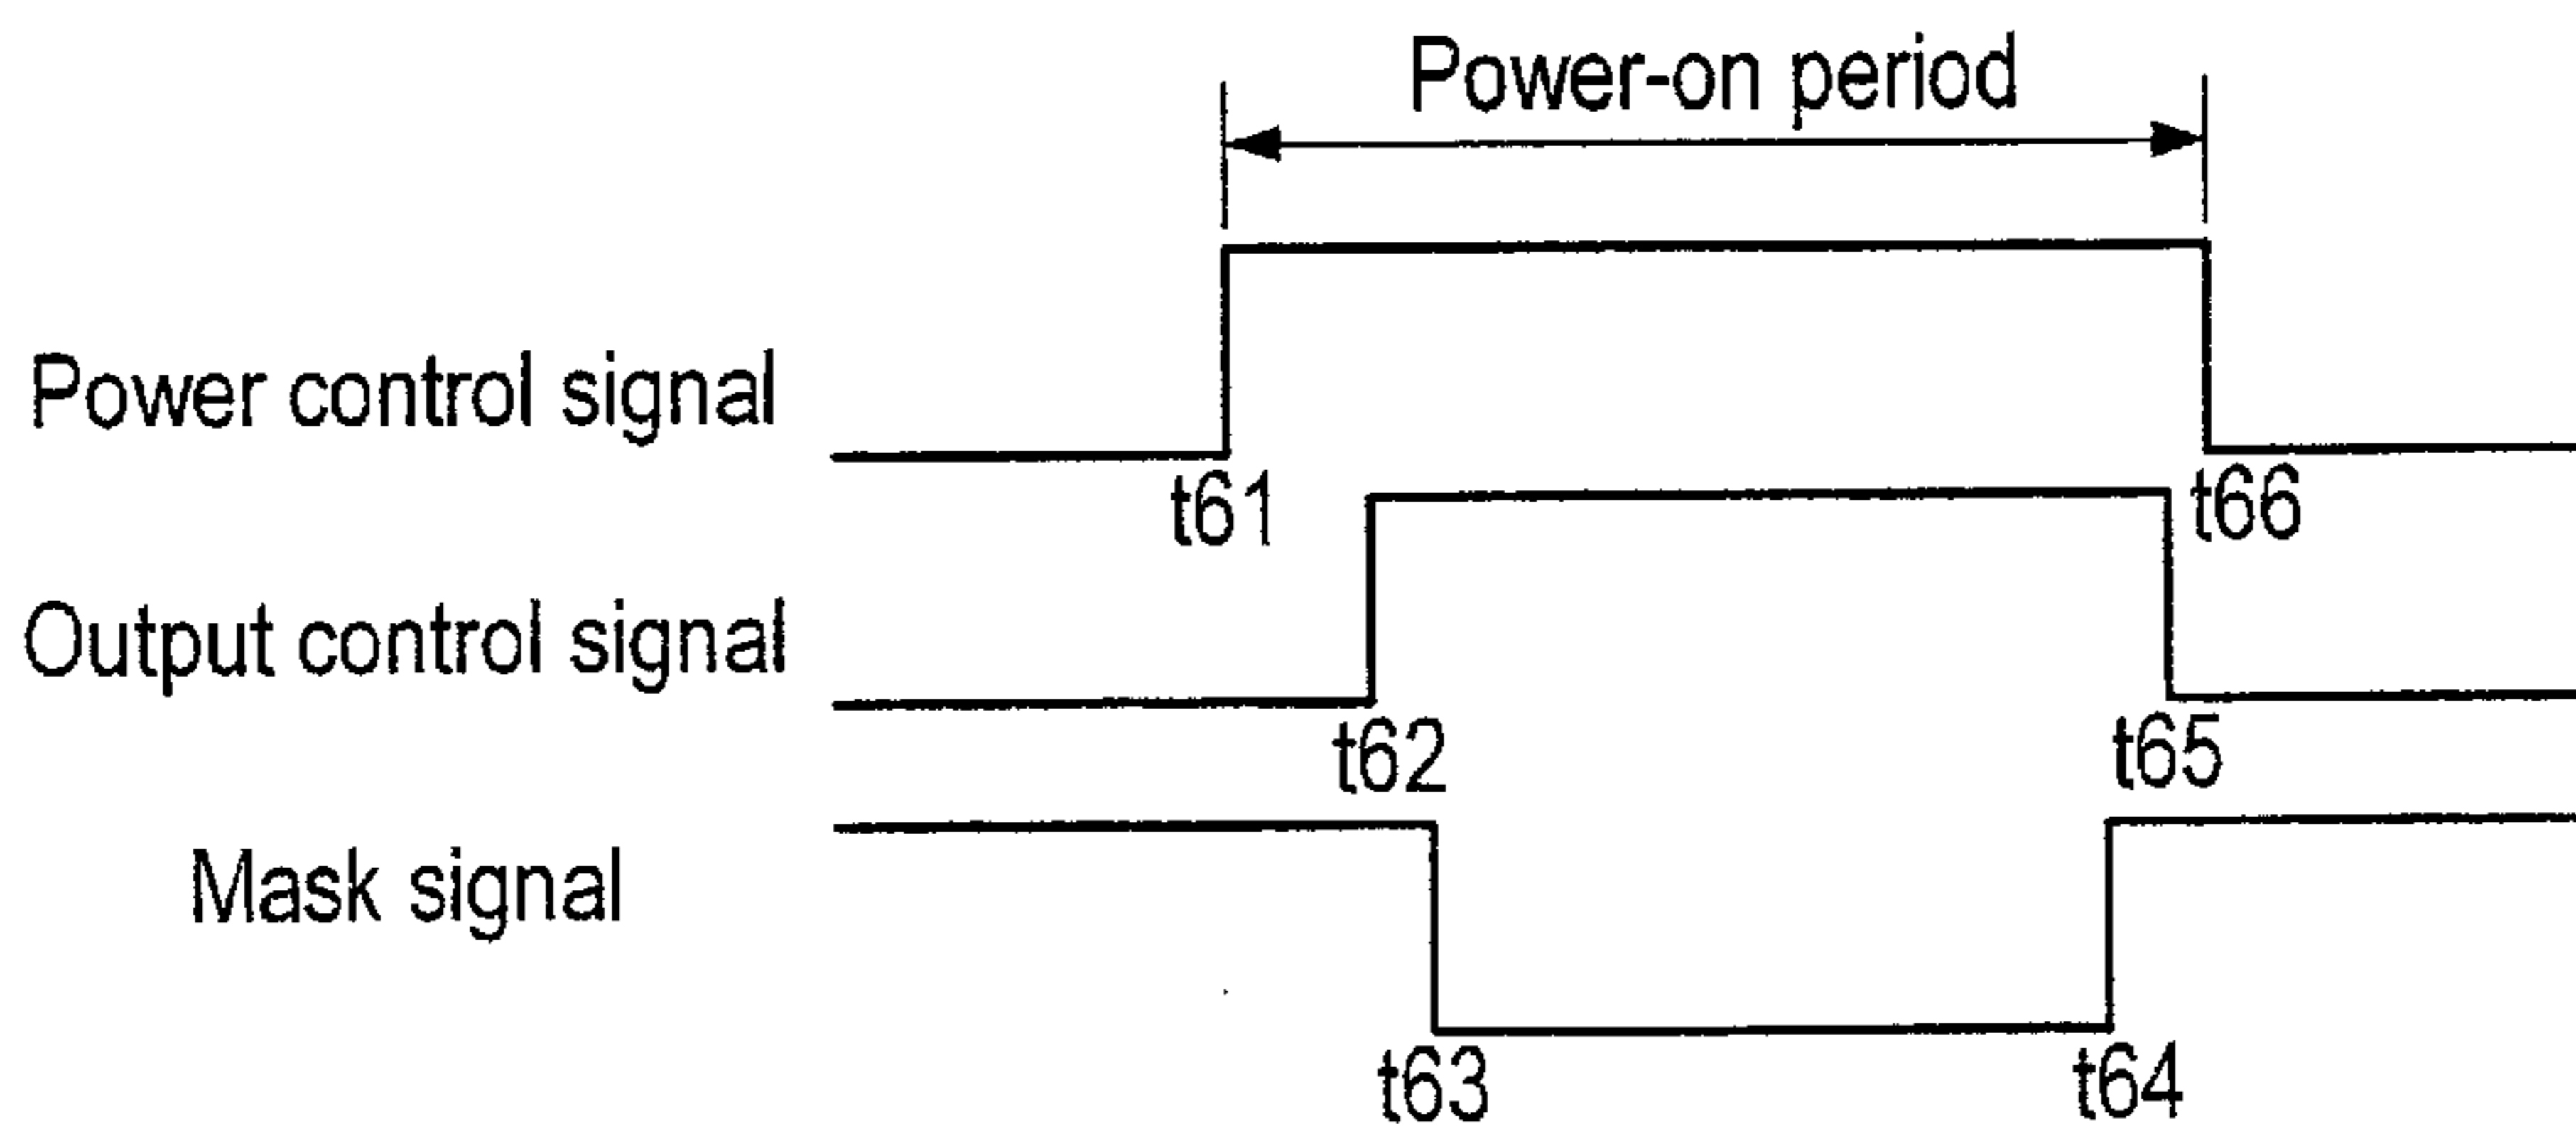 Power-on period
Power control signal
t61
t66
Output control signal
t62
t65
Mask signal
t63
t64